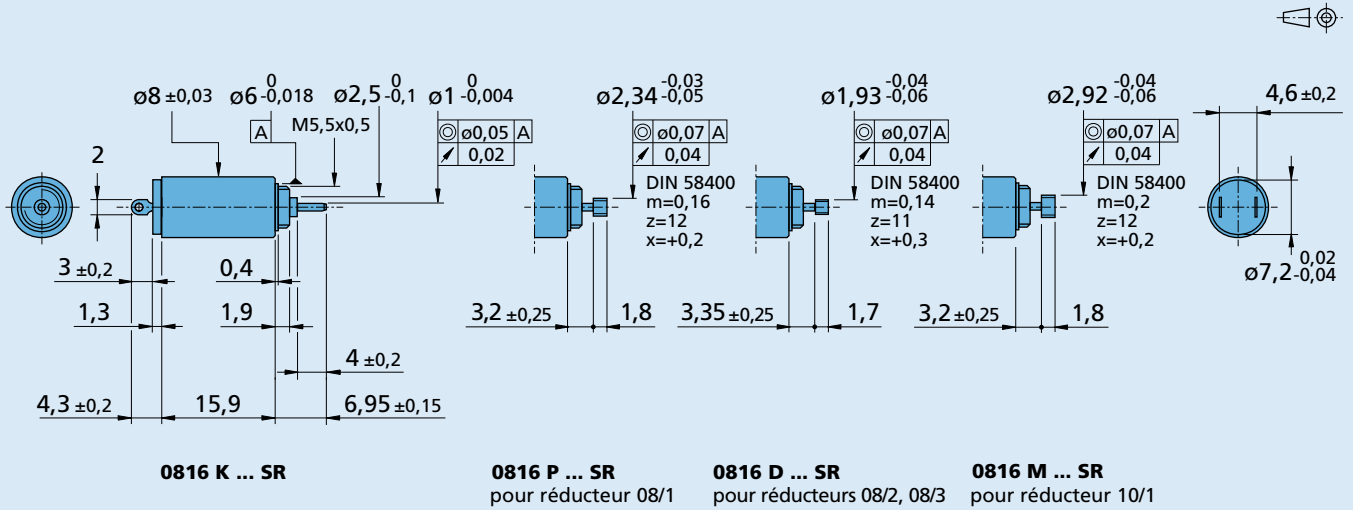 ø8 ±0,03
ø6 0 -0,018
A
M5,5x0,5
ø2,5 0 -0,1
ø1 0 -0,004
ø0,05 A
0,02
2
3 ±0,2
0,4
1,3
1,9
4 ±0,2
4,3 ±0,2
15,9
6,95 ±0,15
0816 K ... SR
ø2,34 -0,03 -0,05
ø0,07 A
0,04
DIN 58400
m=0,16
z=12
x=+0,2
3,2 ±0,25
1,8
0816 P ... SR
pour réducteur 08/1
ø1,93 -0,04 -0,06
ø0,07 A
0,04
DIN 58400
m=0,14
z=11
x=+0,3
3,35 ±0,25
1,7
0816 D ... SR
pour réducteurs 08/2, 08/3
ø2,92 -0,04 -0,06
ø0,07 A
0,04
DIN 58400
m=0,2
z=12
x=+0,2
3,2 ±0,25
1,8
0816 M ... SR
pour réducteur 10/1
4,6 ±0,2
ø7,2 0,02 -0,04